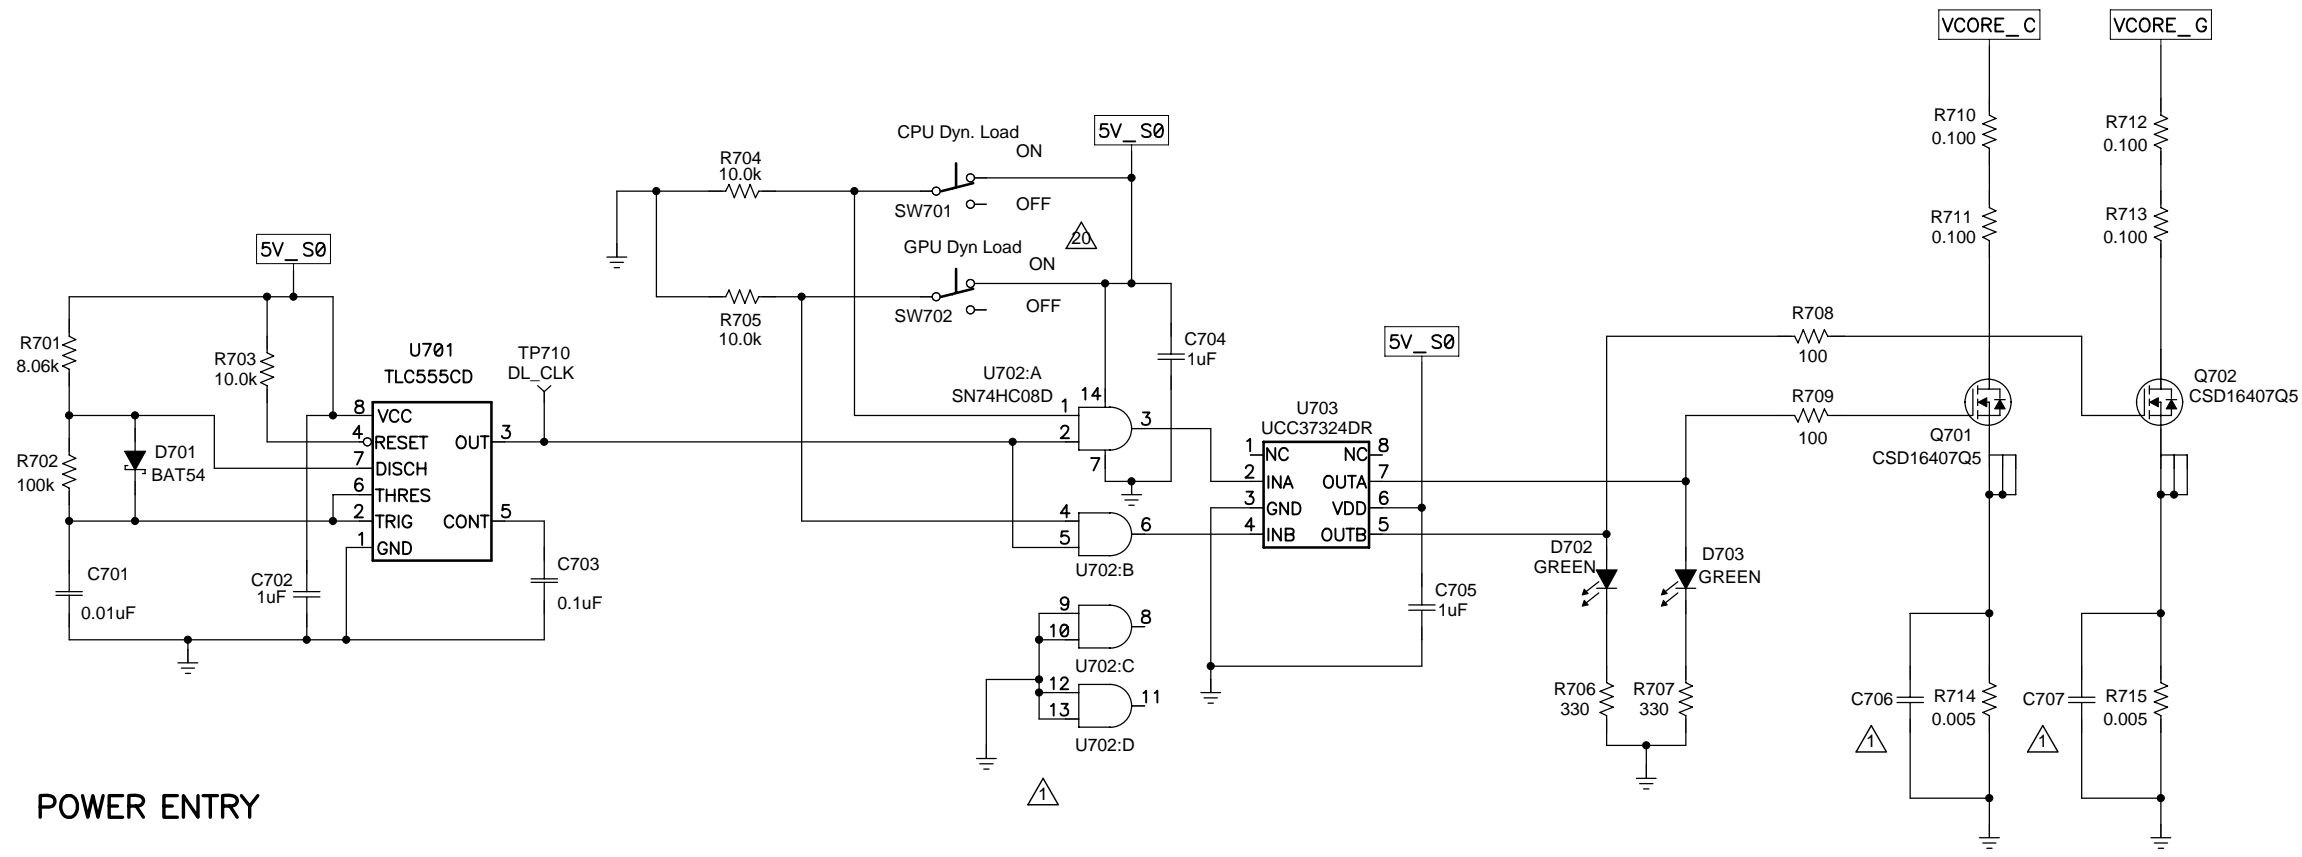 VCORE_C
VCORE_G
R710
0.100
R712
0.100
R711
0.100
R713
0.100
CPU Dyn. Load
ON
5V_S0
R704
10.0k
SW701
OFF
20
GPU Dyn Load
ON
R705
10.0k
SW702
OFF
C704
1uF
5V_S0
R701
8.06k
R703
10.0k
U701
TLC555CD
TP710
DL_CLK
R702
100k
D701
BAT54
8
VCC
4
RESET
OUT
3
7
DISCH
6
THRES
2
TRIG
CONT
5
1
GND
C701
0.01uF
C702
1uF
C703
0.1uF
U702:A
SN74HC08D
14
1
2
3
7
4
5
6
U702:B
9
10
8
U702:C
12
13
11
U702:D
1
5V_S0
U703
UCC37324DR
1
NC
NC
8
2
INA
OUTA
7
3
GND
VDD
6
4
INB
OUTB
5
C705
1uF
R708
100
R709
100
D702
GREEN
D703
GREEN
R706
330
R707
330
Q701
CSD16407Q5
Q702
CSD16407Q5
C706
1
R714
0.005
C707
1
R715
0.005
POWER ENTRY